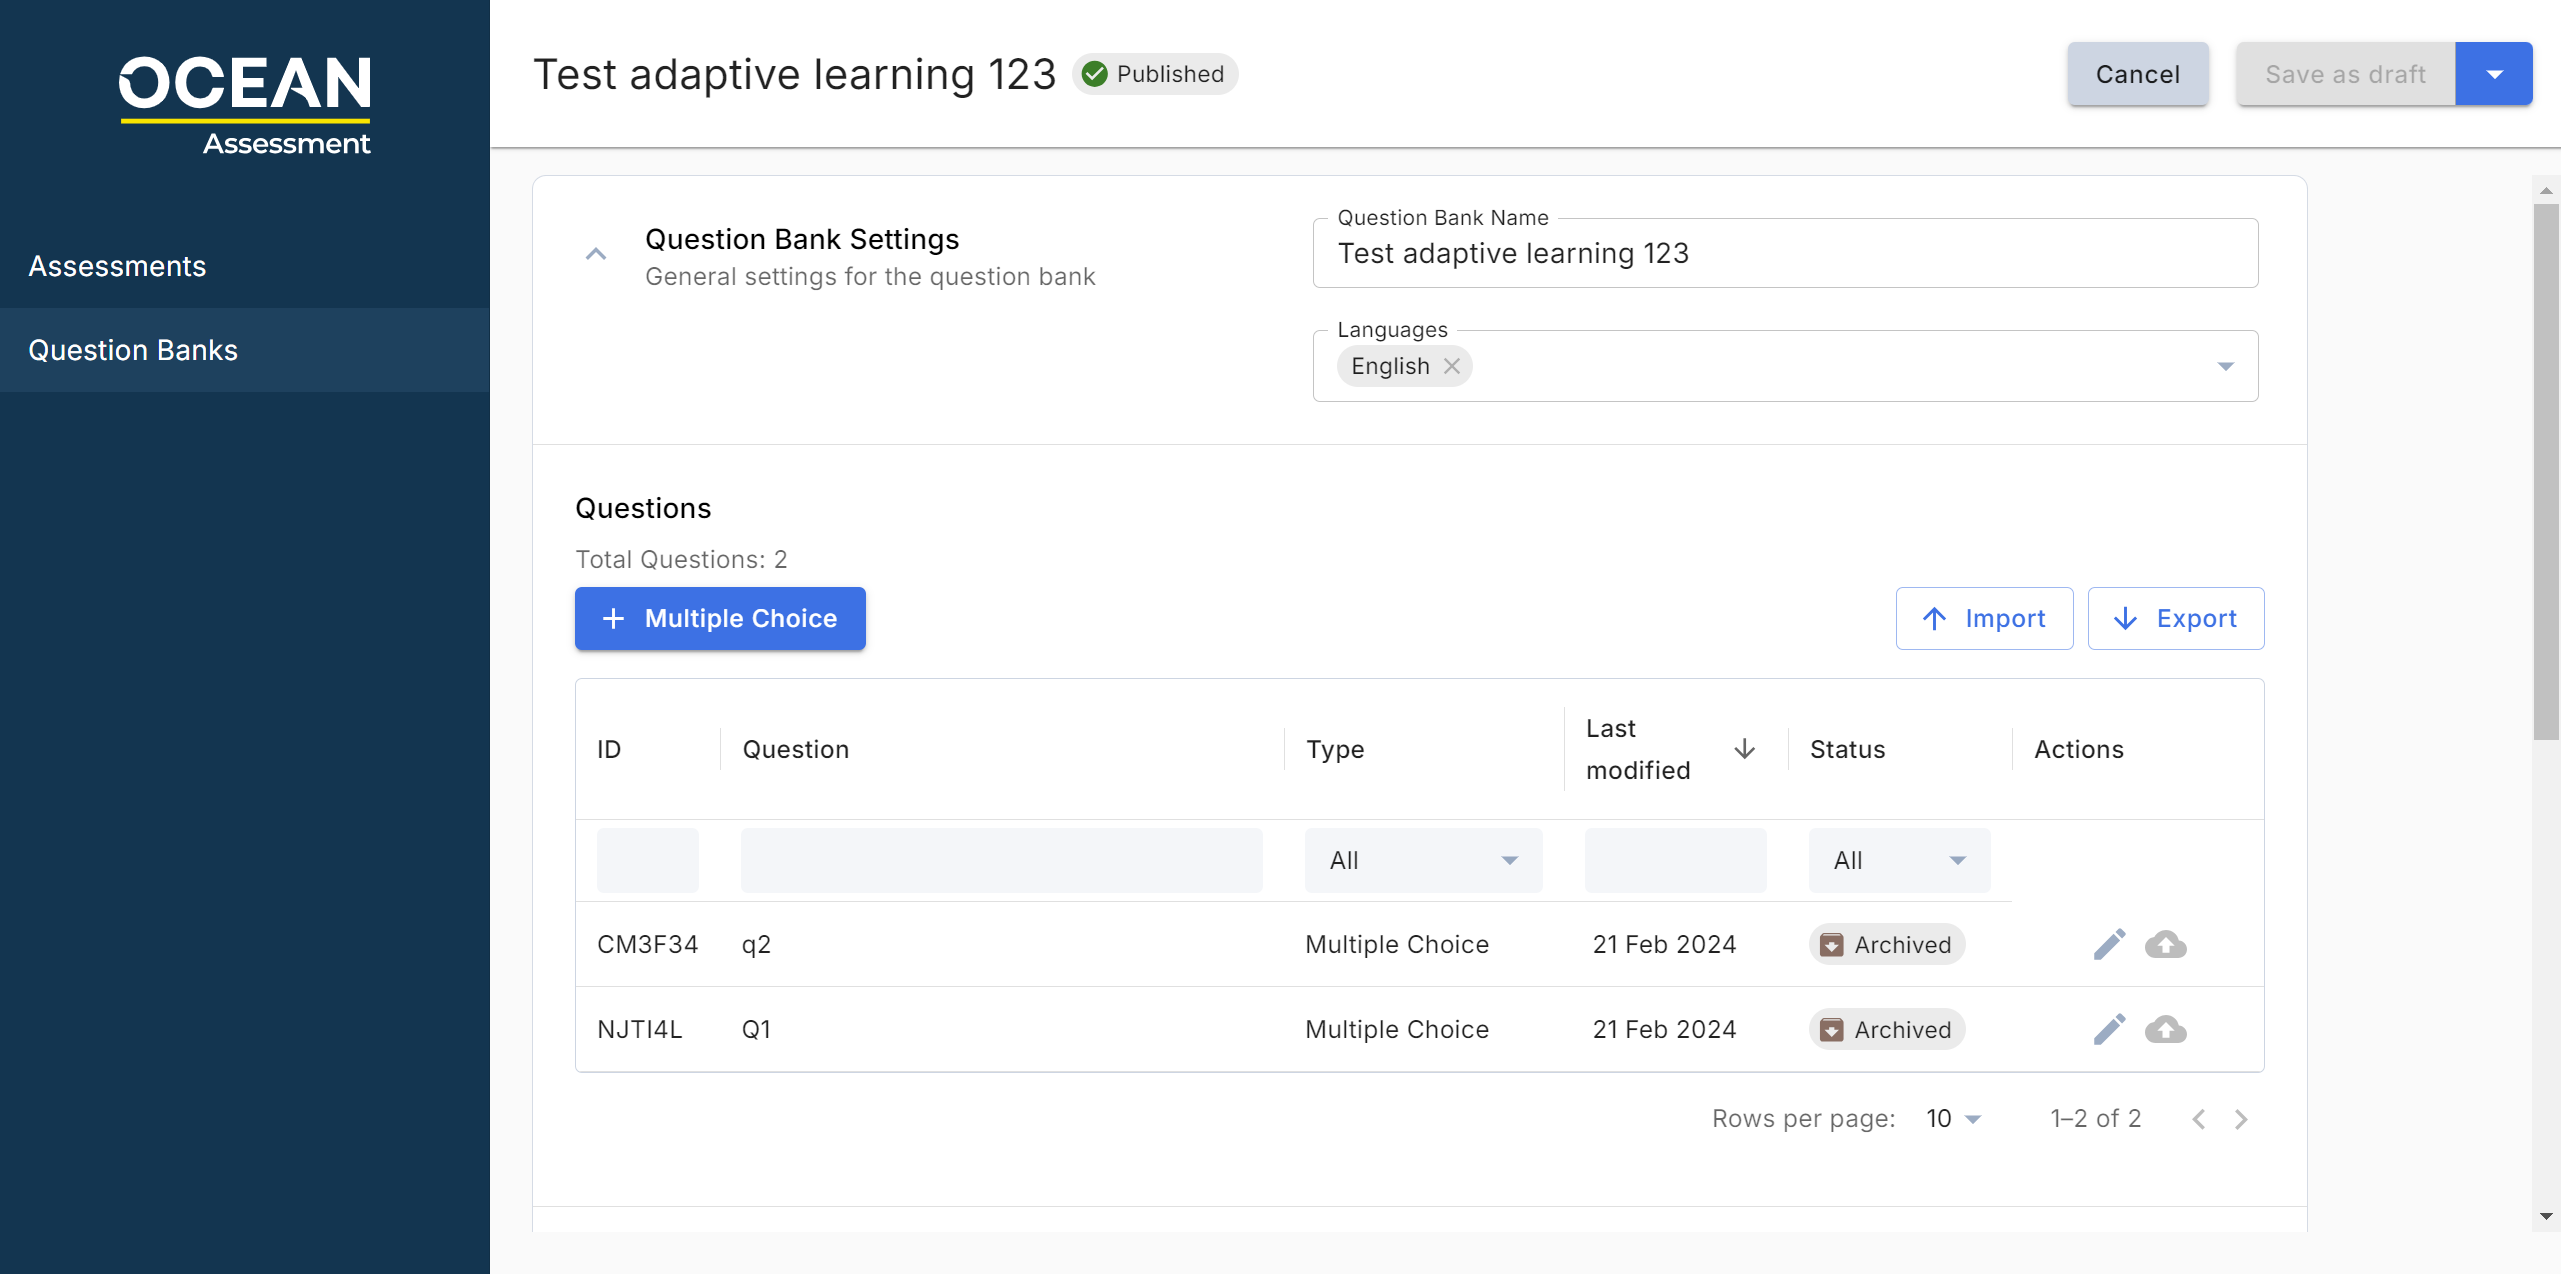 OCEAN
Assessment
Assessments
Question Banks
Test adaptive learning 123
Published
Cancel
Save as draft
Question Bank Settings
General settings for the question bank
Question Bank Name
Test adaptive learning 123
Languages
English
Questions
Total Questions: 2
Multiple Choice
Import
Export
ID Question Type Last modified Status Actions
All All
CM3F34 q2 Multiple Choice 21 Feb 2024 Archived
NJTI4L Q1 Multiple Choice 21 Feb 2024 Archived
Rows per page: 10 1–2 of 2